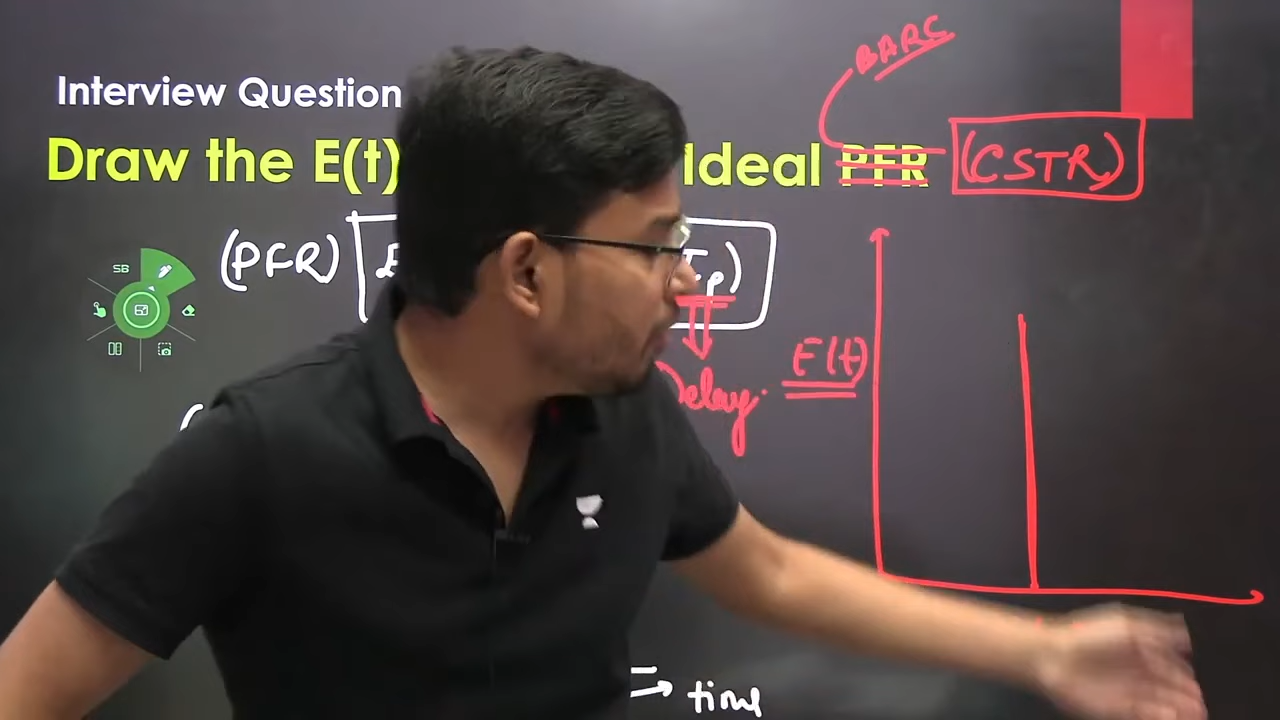 BARC
Interview Question
Draw the E(t) Ideal PFR (CSTR)
SB
(PFR)
Delay
E(t)
time